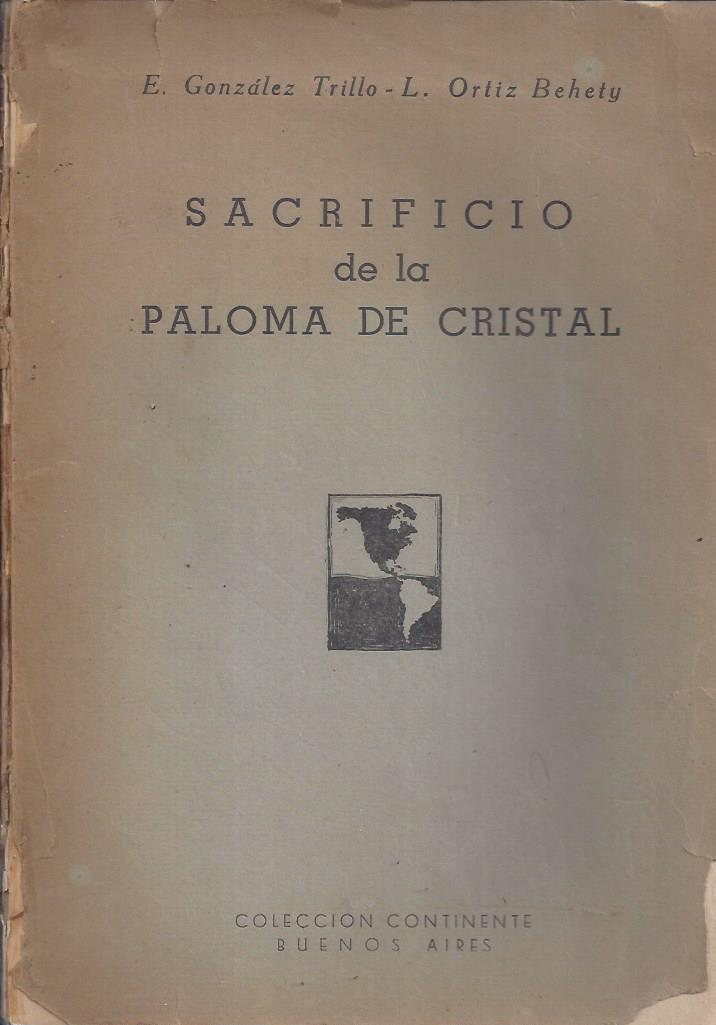 E. González Trillo - L. Ortiz Behety
SACRIFICIO
de la
PALOMA DE CRISTAL
COLECCION CONTINENTE
BUENOS AIRES